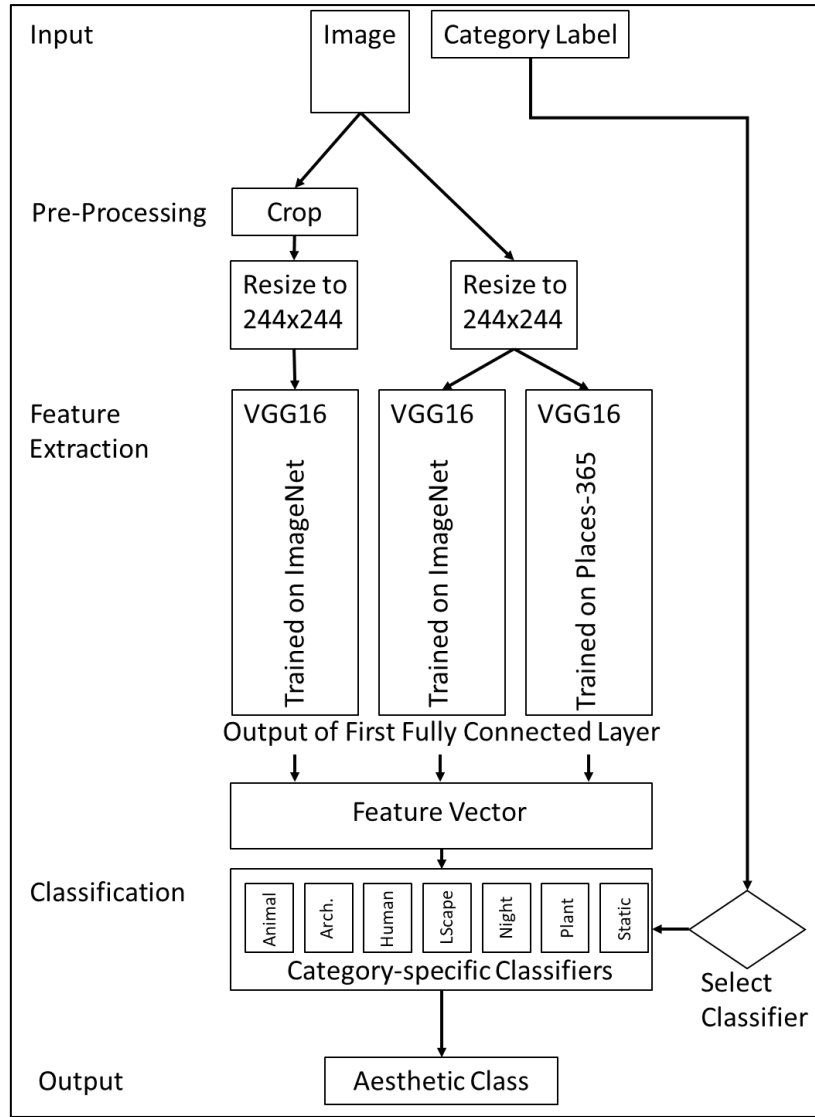 Input
Image
Category Label
Pre-Processing
Crop
Resize to
244x244
Resize to
244x244
Feature
Extraction
VGG16
Trained on ImageNet
VGG16
Trained on ImageNet
VGG16
Trained on Places-365
Output of First Fully Connected Layer
Feature Vector
Classification
Animal
Arch.
Human
LScape
Night
Plant
Static
Category-specific Classifiers
Select
Classifier
Output
Aesthetic Class